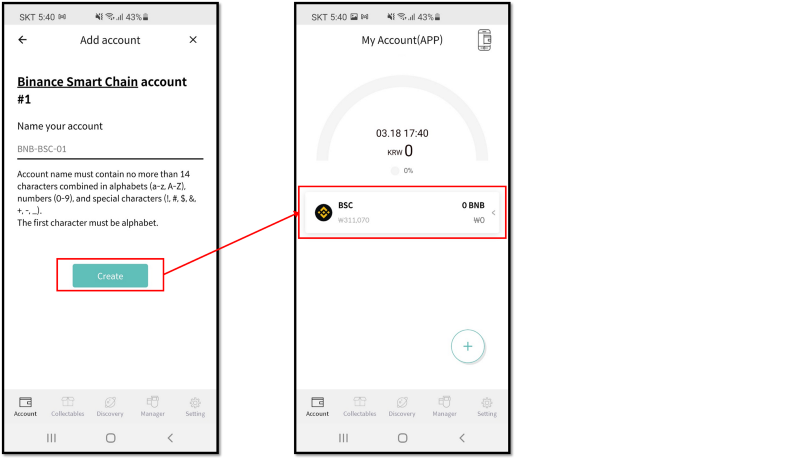 SKT 5:40 43%
Add account
Binance Smart Chain account
#1
Name your account
BNB-BSC-01
Account name must contain no more than 14
characters combined in alphabets (a-z, A-Z),
numbers (0-9), and special characters (!, #, $, &,
+, -, _).
The first character must be alphabet.
Create
Account Collectables Discovery Manager Setting
SKT 5:40 43%
My Account(APP)
03.18 17:40
KRW 0
0%
BSC 0 BNB
₩311,070 ₩0
+
Account Collectables Discovery Manager Setting